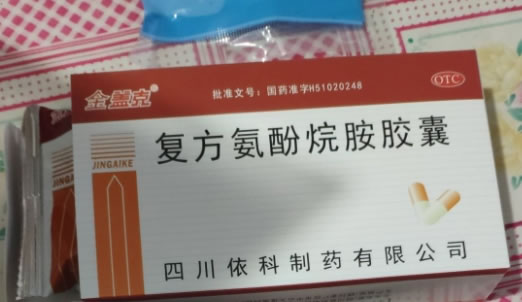 金盖克®
批准文号：国药准字H51020248
OTC
JINGAIKE
复方氨酚烷胺胶囊
四川依科制药有限公司
JINGAIKE